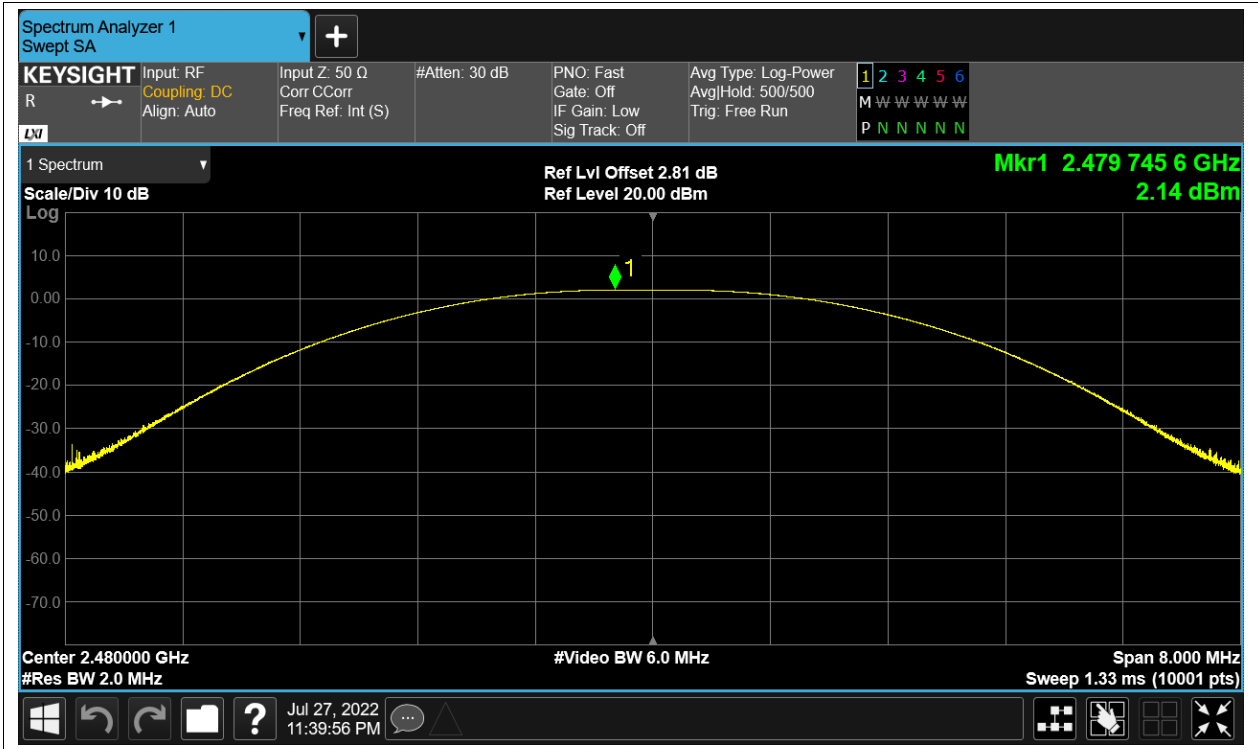 Spectrum Analyzer 1
Swept SA
+
KEYSIGHT
R
LXI
Input: RF
Coupling: DC
Align: Auto
Input Z: 50 Ω
Corr CCorr
Freq Ref: Int (S)
#Atten: 30 dB
PNO: Fast
Gate: Off
IF Gain: Low
Sig Track: Off
Avg Type: Log-Power
Avg|Hold: 500/500
Trig: Free Run
1 2 3 4 5 6
M W W W W W
P N N N N N
1 Spectrum
Scale/Div 10 dB
Log
Ref Lvl Offset 2.81 dB
Ref Level 20.00 dBm
Mkr1 2.479 745 6 GHz
2.14 dBm
10.0
0.00
-10.0
-20.0
-30.0
-40.0
-50.0
-60.0
-70.0
1
Center 2.480000 GHz
#Res BW 2.0 MHz
#Video BW 6.0 MHz
Span 8.000 MHz
Sweep 1.33 ms (10001 pts)
?
Jul 27, 2022
11:39:56 PM